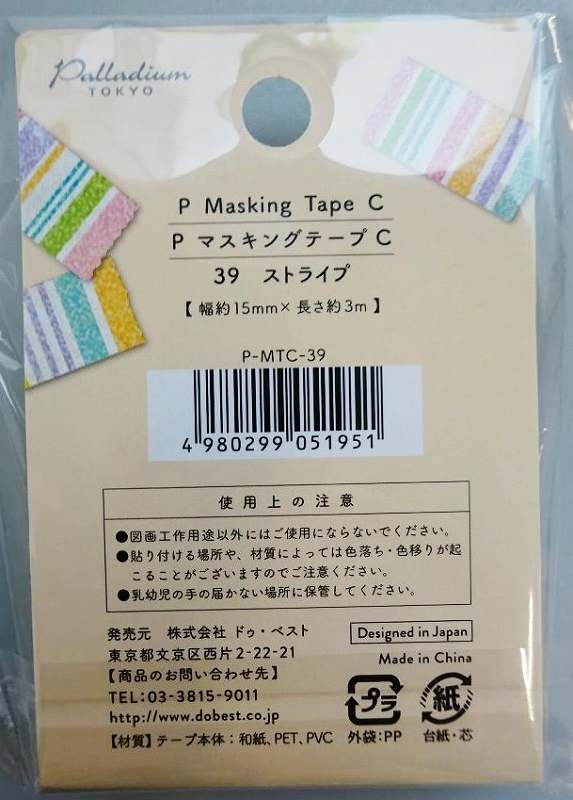 Palladium
TOKYO
P Masking Tape C
P マスキングテープ C
39 ストライプ
【 幅約15mm× 長さ約3m 】
P-MTC-39
4 980299 051951
使用上の注意
●図画工作用途以外にはご使用にならないでください。
●貼り付ける場所や、材質によっては色落ち・色移りが起
こることがございますのでご注意ください。
●乳幼児の手の届かない場所に保管してください。
発売元 株式会社 ドゥ・ベスト
Designed in Japan
東京都文京区西片2-22-21
Made in China
【商品のお問い合わせ先】
TEL:03-3815-9011
http://www.dobest.co.jp
プラ
紙
外袋:PP
台紙・芯
【材質】テープ本体:和紙、PET、PVC